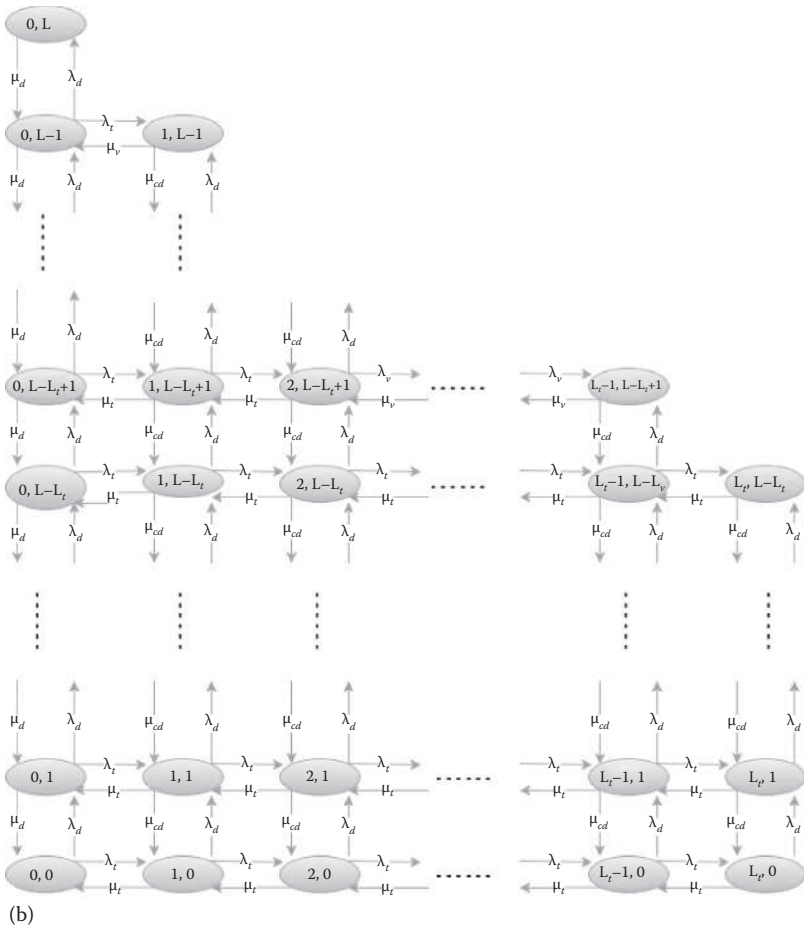 0, L
μd λd
λt
0, L−1 1, L−1
μv
μd λd μcd λd
μd λd μcd λd μcd λd
λt λt λv λv
0, L−Lt+1 1, L−Lt+1 2, L−Lt+1 Lt−1, L−Lt+1
μt μt μv μv
μd λd μcd λd μcd λd μcd λd
λt λt λt λt λt
0, L−Lt 1, L−Lt 2, L−Lt Lt−1, L−Lv Lt, L−Lt
μt μt μt μt μt
μd λd μcd λd μcd λd μcd λd μcd λd
μd λd μcd λd μcd λd μcd λd μcd λd
λt λt λt λt λt
0, 1 1, 1 2, 1 Lt−1, 1 Lt, 1
μt μt μt μt μt
μd λd μcd λd μcd λd μcd λd μcd λd
λt λt λt λt λt
0, 0 1, 0 2, 0 Lt−1, 0 Lt, 0
μt μt μt μt μt
(b)